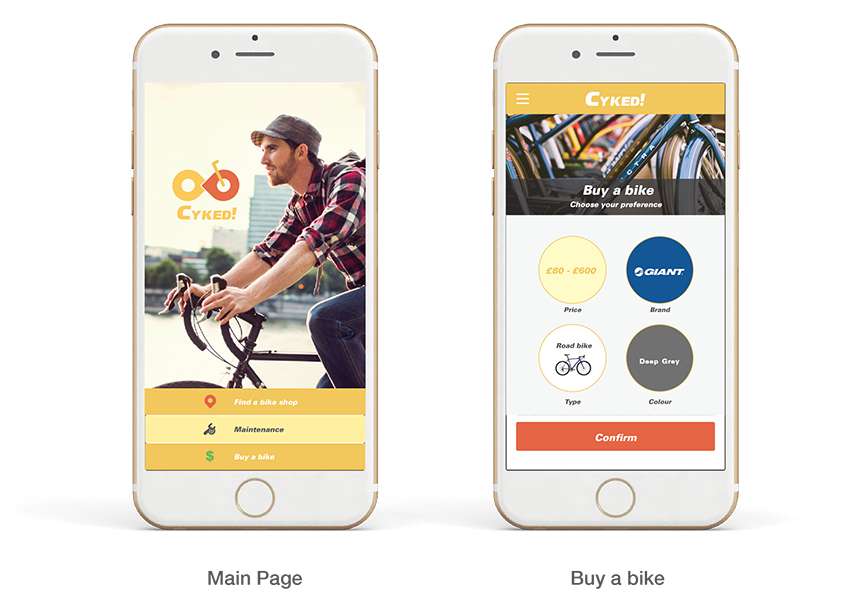 Cyked!
Find a bike shop
Maintenance
$
Buy a bike
Cyked!
Buy a bike
Choose your preference
£80 - £600
GIANT
Price
Brand
Road bike
Deep Grey
Type
Colour
Confirm
Main Page
Buy a bike